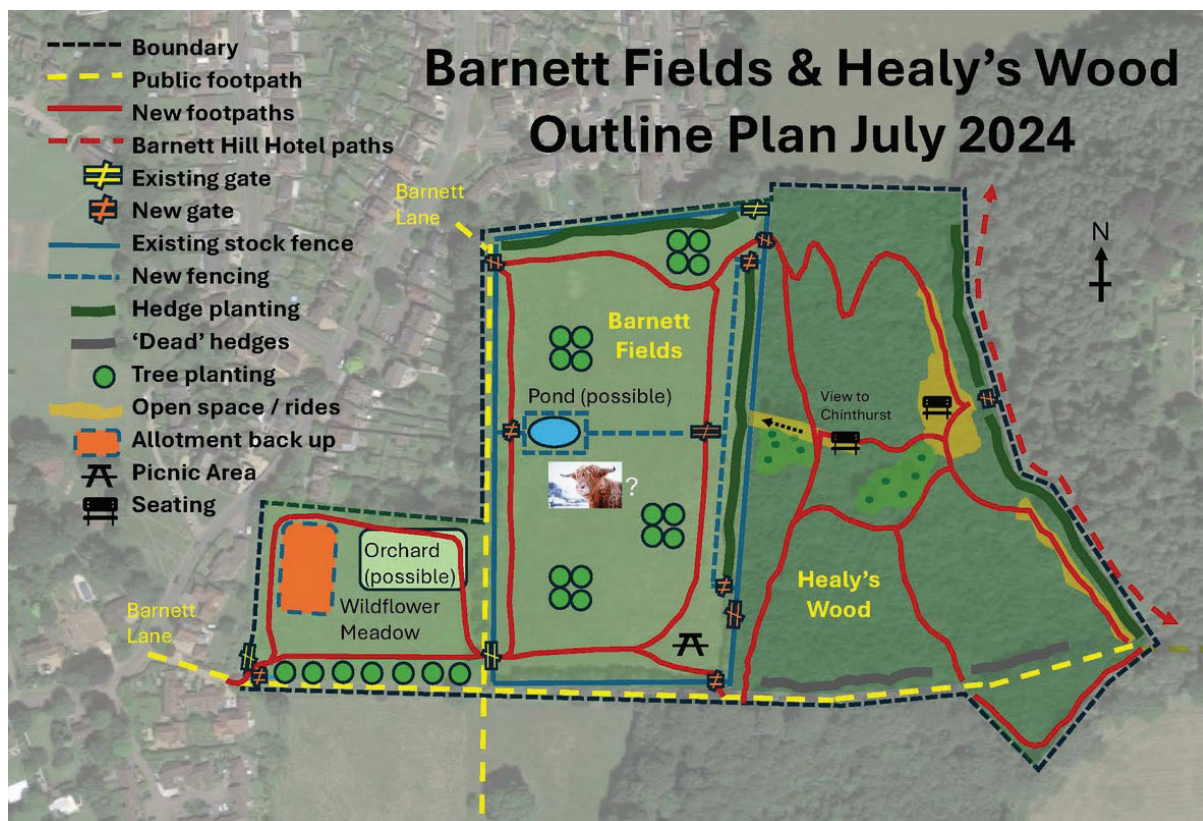 Barnett Fields & Healy's Wood
Outline Plan July 2024
Boundary
Public footpath
New footpaths
Barnett Hill Hotel paths
Existing gate
New gate
Existing stock fence
New fencing
Hedge planting
‘Dead’ hedges
Tree planting
Open space / rides
Allotment back up
Picnic Area
Seating
Barnett
Lane
N
Barnett
Fields
Pond (possible)
View to
Chinthurst
?
Orchard
(possible)
Wildflower
Meadow
Healy's
Wood
Barnett
Lane